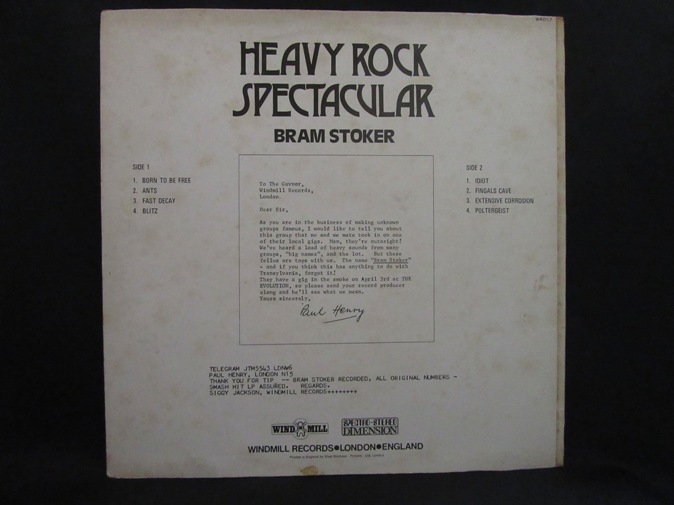 HEAVY ROCK
SPECTACULAR
BRAM STOKER
SIDE 1
1. BORN TO BE FREE
2. ANTS
3. FAST DECAY
4. BLITZ
To The Guvnor,
Windmill Records,
London.
Dear Sir,
As you are in the business of making unknown
groups famous, I would like to tell you about
this group that me and me mate took in on one
of their local gigs. Man, they're outasight!
We've heard a load of heavy sounds from many
groups, "big names", and the lot. But these
fellas are tops with us. The name "Bram Stoker"
- and if you think this has anything to do with
Transylvania, forget it!
They have a gig in the smoke on April 3rd at THE
EVOLUTION, so please send your record producer
along and he'll see what we mean.
Yours sincerely,
Paul Henry
SIDE 2
1. IDIOT
2. FINGALS CAVE
3. EXTENSIVE CORROSION
4. POLTERGEIST
TELEGRAM JTM5543 LDNW6
PAUL HENRY, LONDON N15
THANK YOU FOR TIP -- BRAM STOKER RECORDED, ALL ORIGINAL NUMBERS -
SMASH HIT LP ASSURED. REGARDS,
SIGGY JACKSON, WINDMILL RECORDS++++++++
WIND MILL
SPECTRO-STEREO
DIMENSION
WINDMILL RECORDS●LONDON●ENGLAND